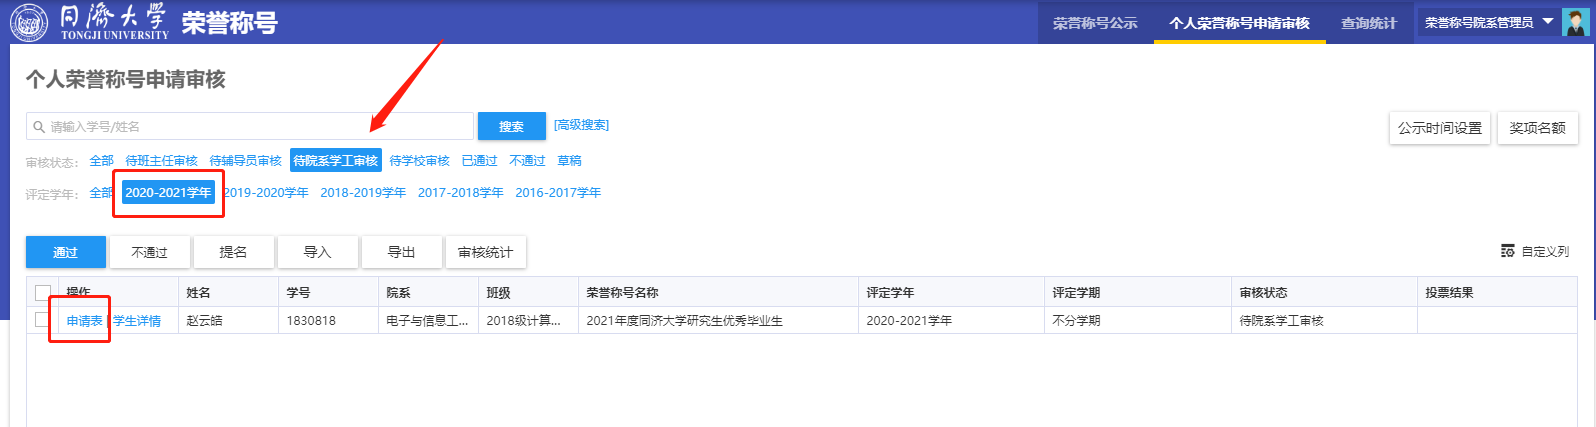 同济大学
TONGJI UNIVERSITY
荣誉称号
荣誉称号公示 个人荣誉称号申请审核 查询统计 荣誉称号院系管理员
个人荣誉称号申请审核
请输入学号/姓名 搜索 [高级搜索] 公示时间设置 奖项名额
审核状态: 全部 待班主任审核 待辅导员审核 待院系学工审核 待学校审核 已通过 不通过 草稿
评定学年: 全部 2020-2021学年 2019-2020学年 2018-2019学年 2017-2018学年 2016-2017学年
通过 不通过 提名 导入 导出 审核统计 自定义列
操作 姓名 学号 院系 班级 荣誉称号名称 评定学年 评定学期 审核状态 投票结果
申请表 | 学生详情 赵云皓 1830818 电子与信息工... 2018级计算... 2021年度同济大学研究生优秀毕业生 2020-2021学年 不分学期 待院系学工审核